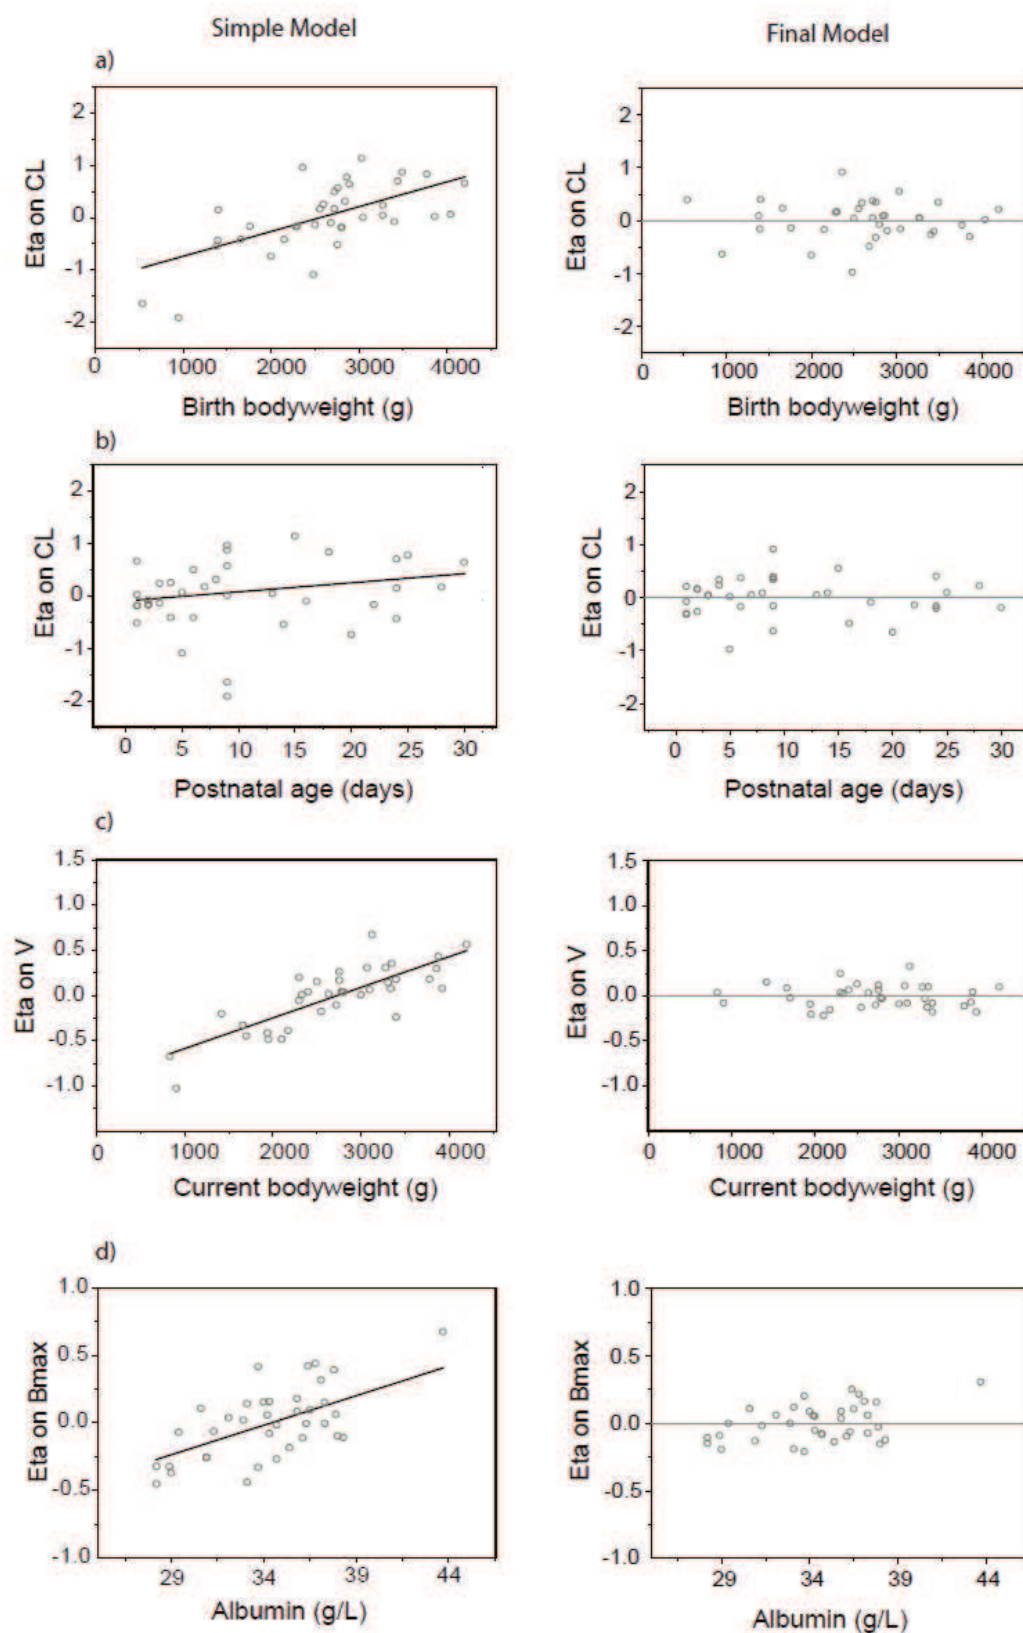 Simple Model
Final Model
a)
2
1
0
-1
-2
Eta on CL
0 1000 2000 3000 4000
Birth bodyweight (g)
2
1
0
-1
-2
Eta on CL
0 1000 2000 3000 4000
Birth bodyweight (g)
b)
2
1
0
-1
-2
Eta on CL
0 5 10 15 20 25 30
Postnatal age (days)
2
1
0
-1
-2
Eta on CL
0 5 10 15 20 25 30
Postnatal age (days)
c)
1.5
1.0
0.5
0.0
-0.5
-1.0
Eta on V
0 1000 2000 3000 4000
Current bodyweight (g)
1.5
1.0
0.5
0.0
-0.5
-1.0
Eta on V
0 1000 2000 3000 4000
Current bodyweight (g)
d)
1.0
0.5
0.0
-0.5
-1.0
Eta on Bmax
29 34 39 44
Albumin (g/L)
1.0
0.5
0.0
-0.5
-1.0
Eta on Bmax
29 34 39 44
Albumin (g/L)